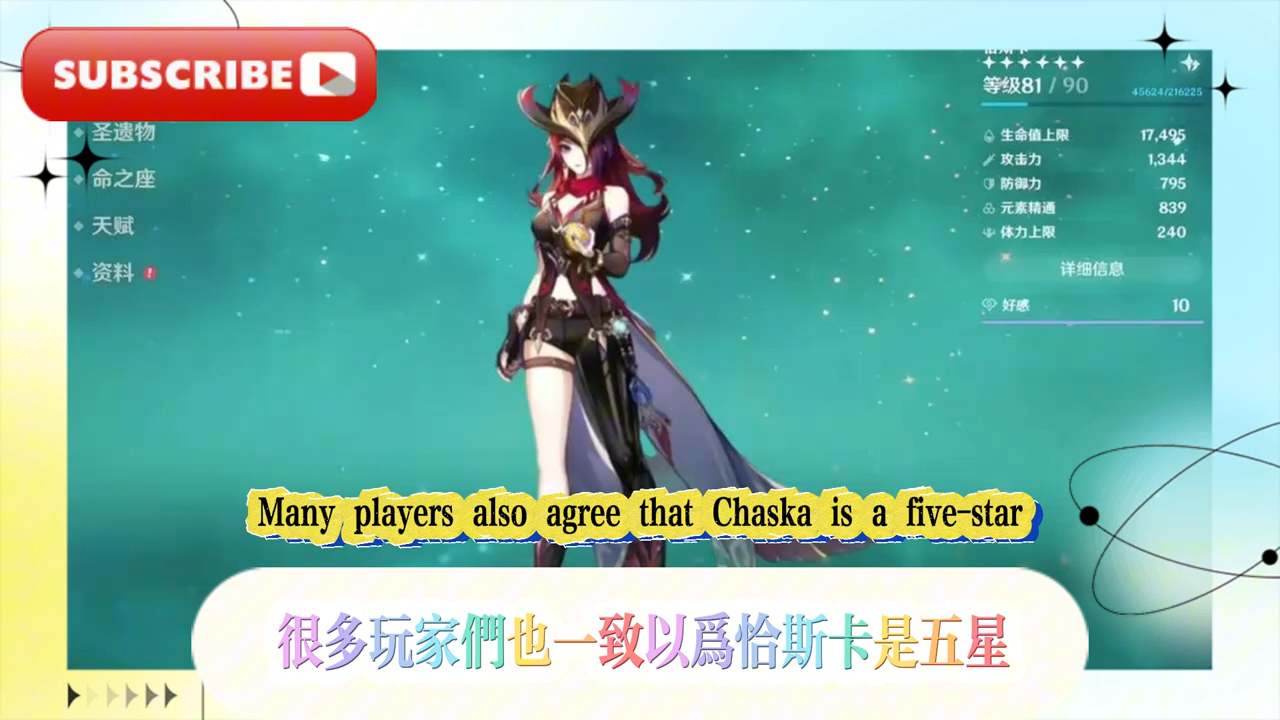 SUBSCRIBE
圣遗物
命之座
天赋
资料
恰斯卡
等级81 / 90
45624/216225
生命值上限 17,495
攻击力 1,344
防御力 795
元素精通 839
体力上限 240
详细信息
好感 10
Many players also agree that Chaska is a five-star
很多玩家們也一致以爲恰斯卡是五星